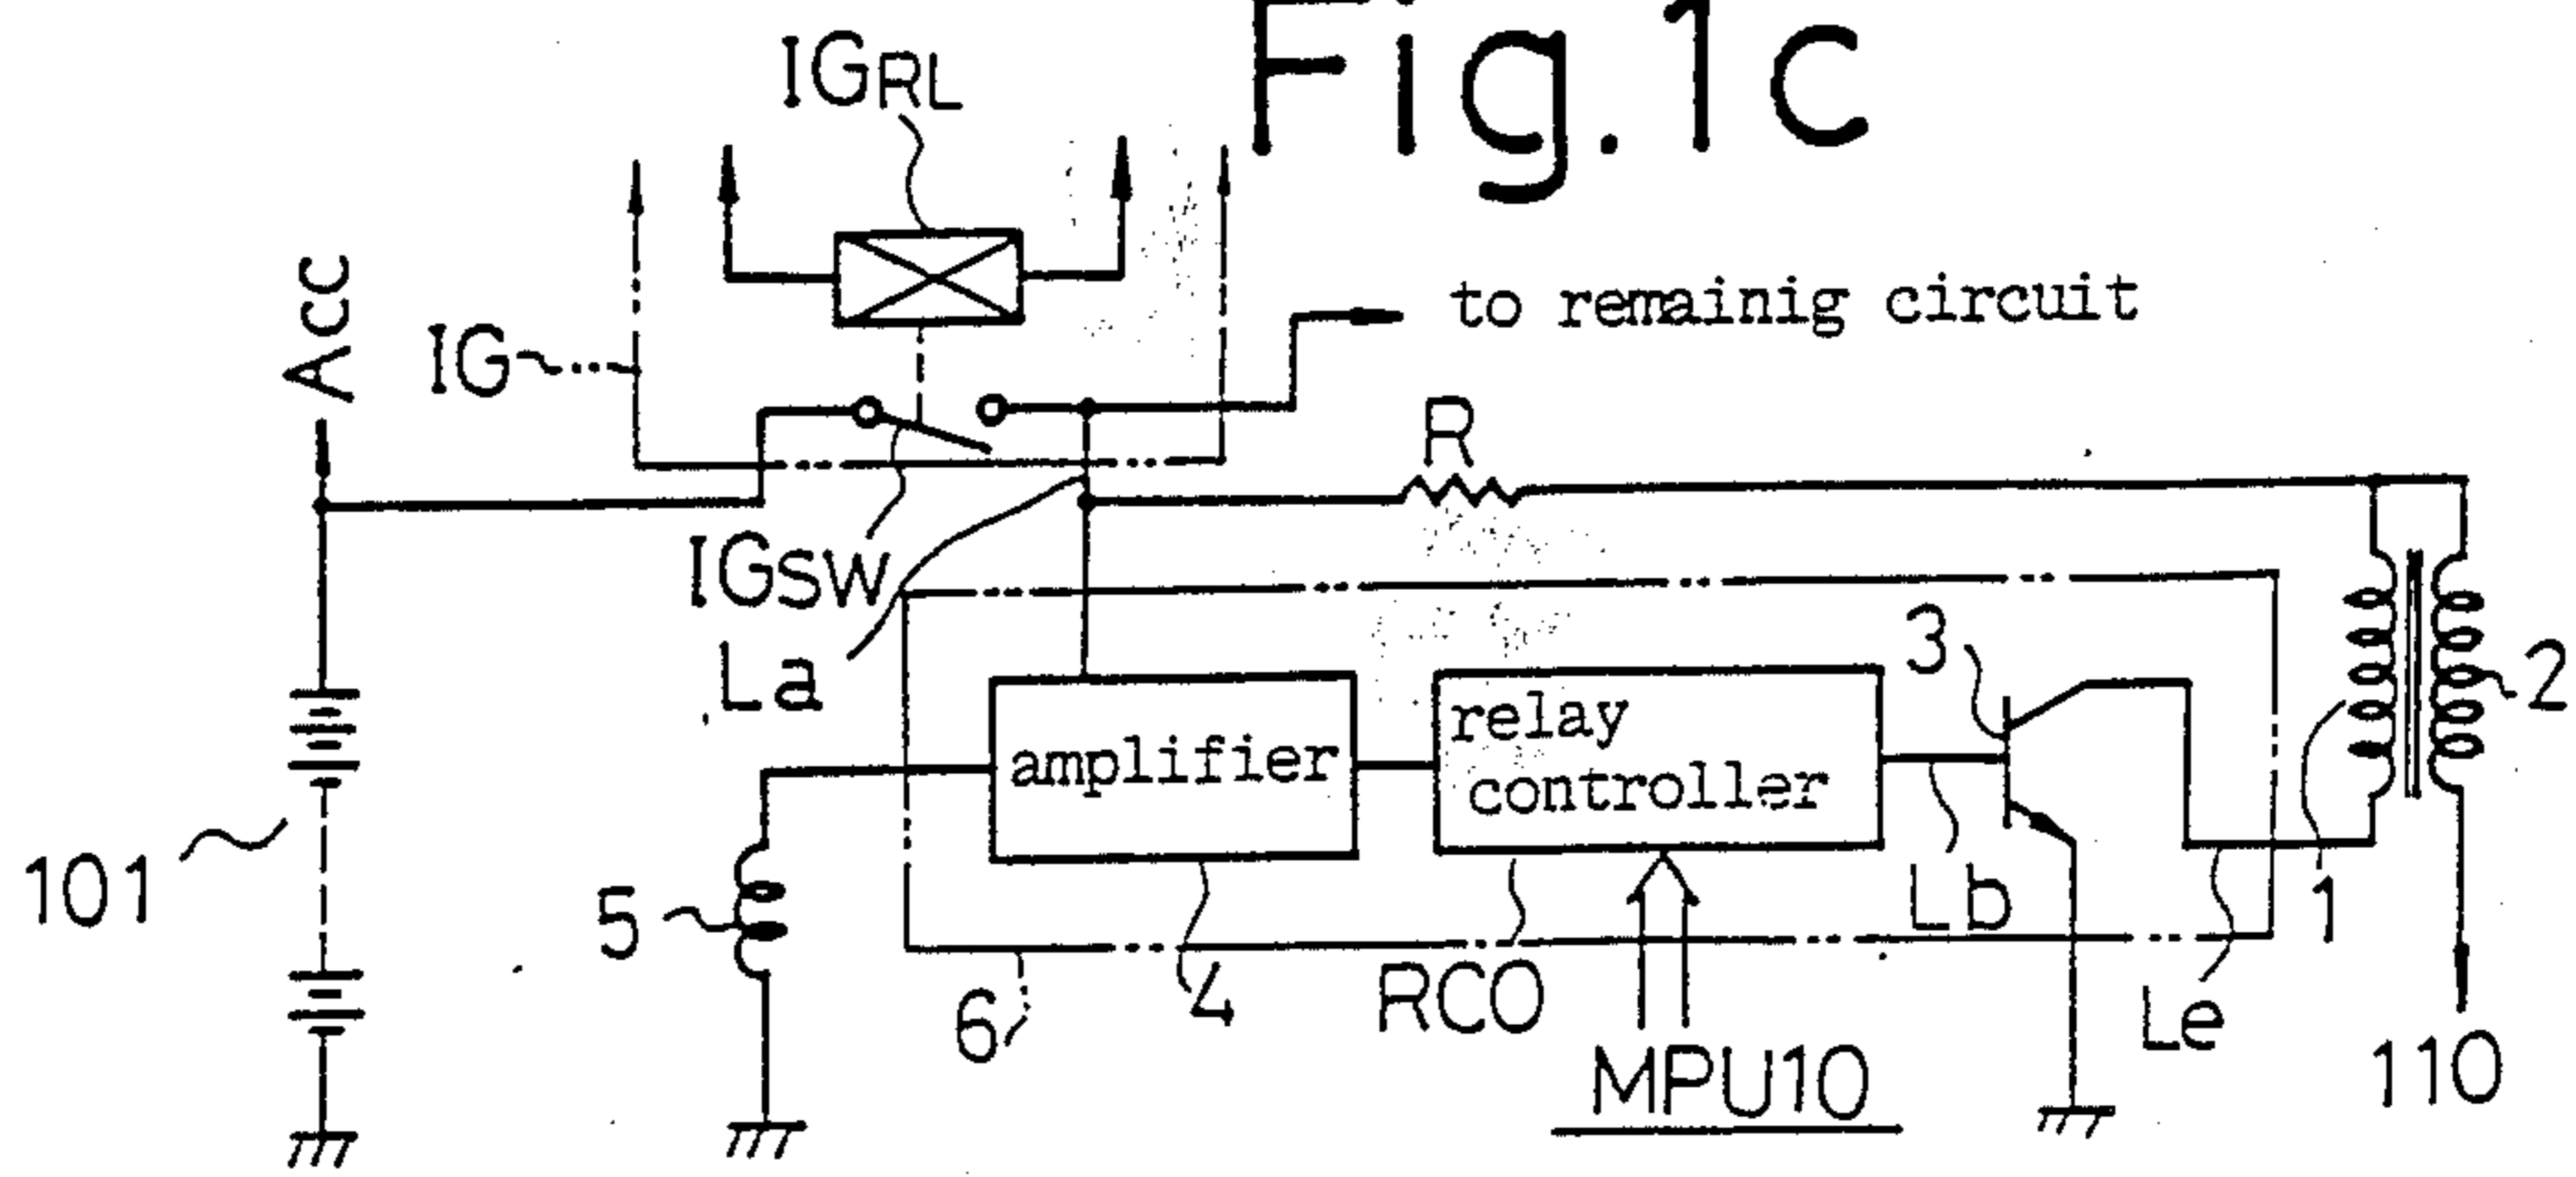 Fig.1c
IGRL
Acc
IG
to remainig circuit
R
IGSW
La
3
2
amplifier
relay
controller
101
5
Lb
1
6
4
RCO
Le
MPU10
110